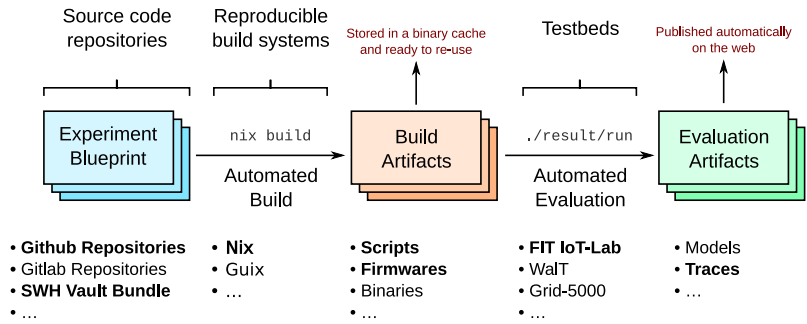 Source code
repositories
Reproducible
build systems
Stored in a binary cache
and ready to re-use
Testbeds
Published automatically
on the web
Experiment
Blueprint
nix build
Automated
Build
Build
Artifacts
./result/run
Automated
Evaluation
Evaluation
Artifacts
• Github Repositories
• Gitlab Repositories
• SWH Vault Bundle
• ...
• Nix
• Guix
• ...
• Scripts
• Firmwares
• Binaries
• ...
• FIT IoT-Lab
• WalT
• Grid-5000
• ...
• Models
• Traces
• ...